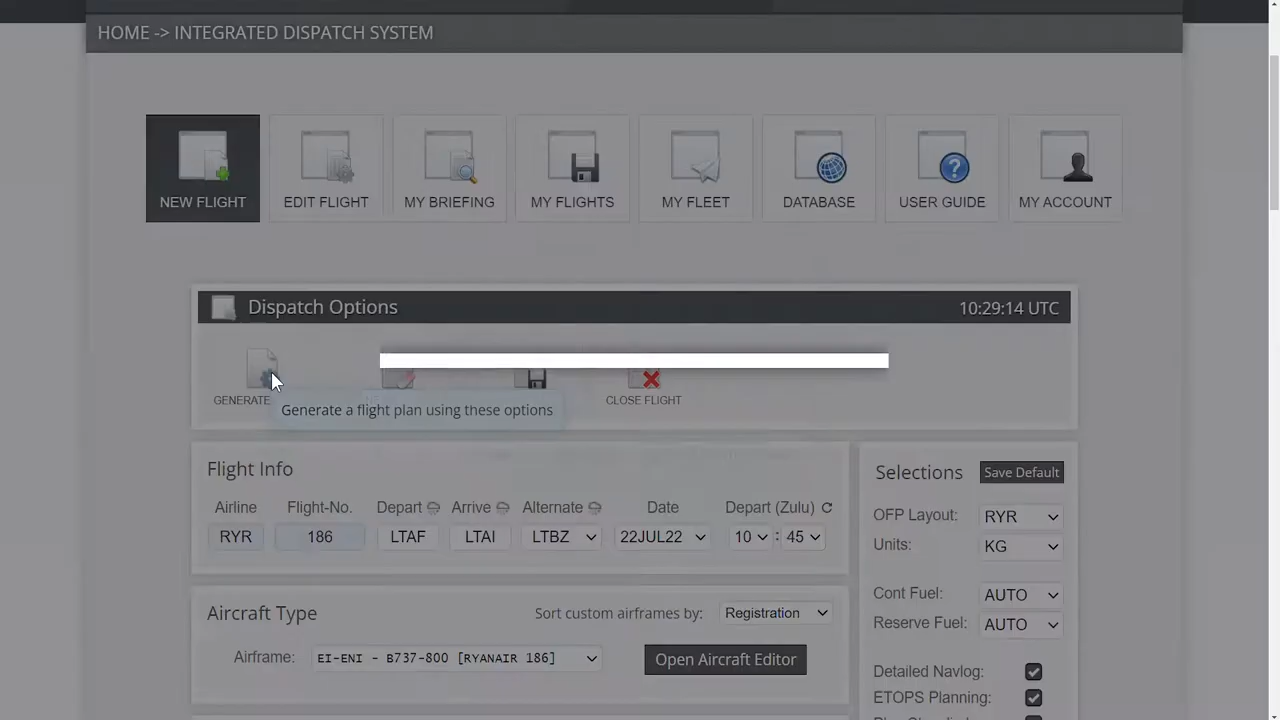 HOME -> INTEGRATED DISPATCH SYSTEM
NEW FLIGHT
EDIT FLIGHT
MY BRIEFING
MY FLIGHTS
MY FLEET
DATABASE
USER GUIDE
MY ACCOUNT
Dispatch Options
10:29:14 UTC
GENERATE
CLOSE FLIGHT
Generate a flight plan using these options
Flight Info
Airline Flight-No. Depart Arrive Alternate Date Depart (Zulu)
RYR 186 LTAF LTAI LTBZ 22JUL22 10 : 45
Aircraft Type
Sort custom airframes by: Registration
Airframe: EI-ENI - B737-800 [RYANAIR 186]
Open Aircraft Editor
Selections
Save Default
OFP Layout: RYR
Units: KG
Cont Fuel: AUTO
Reserve Fuel: AUTO
Detailed Navlog:
ETOPS Planning: